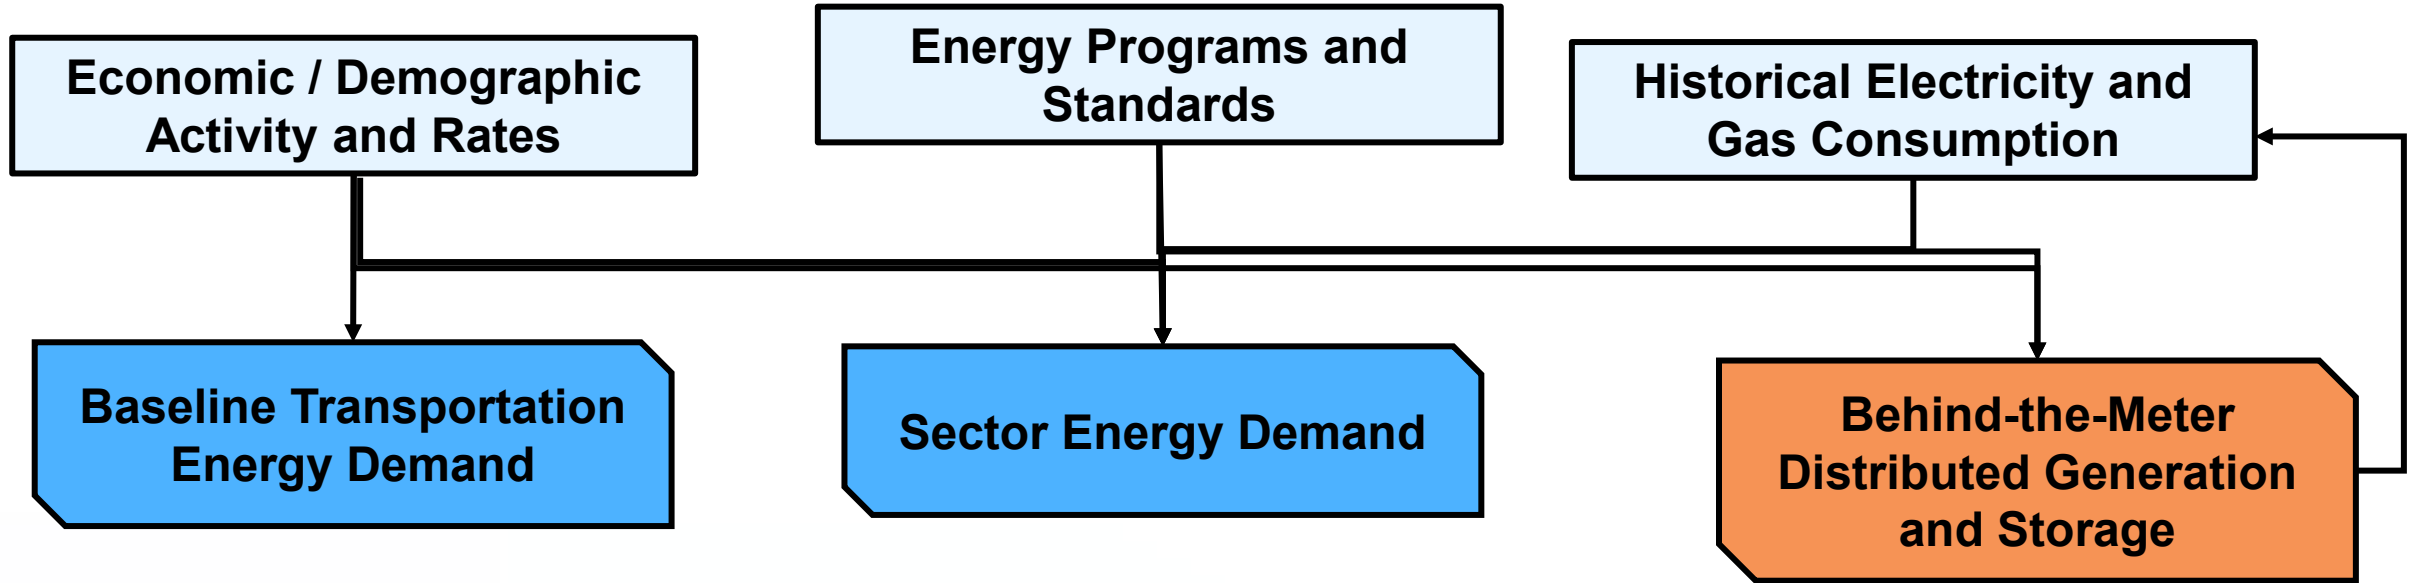 Economic / Demographic
Activity and Rates
Energy Programs and
Standards
Historical Electricity and
Gas Consumption
Baseline Transportation
Energy Demand
Sector Energy Demand
Behind-the-Meter
Distributed Generation
and Storage